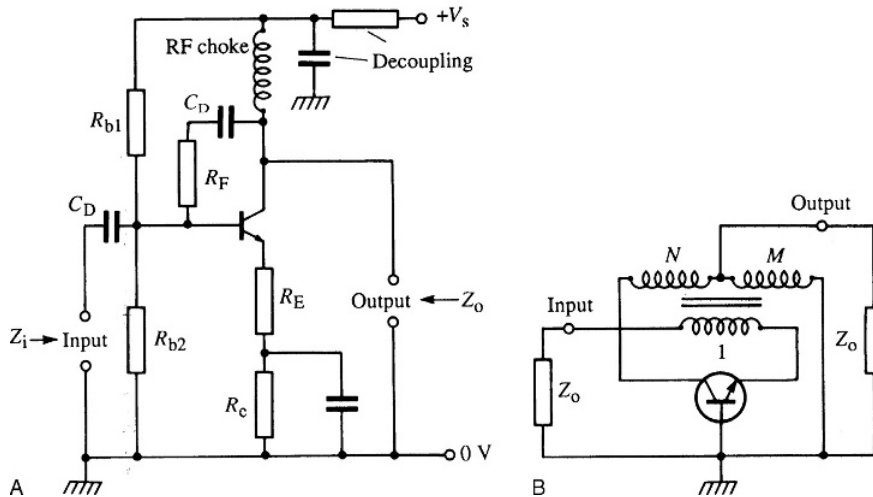 +Vs
RF choke
Decoupling
CD
Rb1
RF
CD
Output
N
M
RE
Input
Output
Zo
Zi
Input
Rb2
1
Zo
Zo
Rc
0 V
A
B